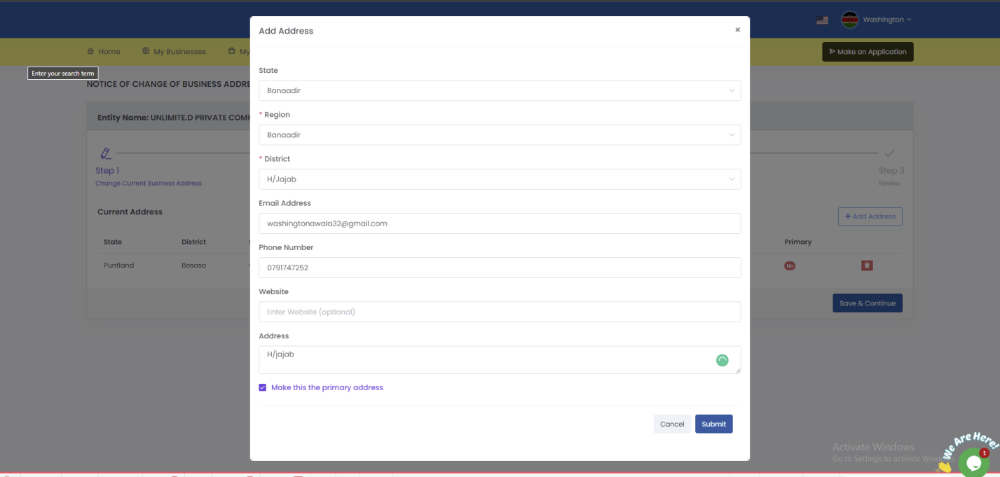 Washington
Home
My Businesses
My
Make an Application
Enter your search term
NOTICE OF CHANGE OF BUSINESS ADDRE
Entity Name: UNLIMITE.D PRIVATE COMP
Step 1
Change Current Business Address
Step 3
Review
Current Address
+ Add Address
State
District
Primary
Puntland
Bosaso
No
Save & Continue
Add Address
×
State
Banaadir
* Region
Banaadir
* District
H/Jajab
Email Address
washingtonawala32@gmail.com
Phone Number
0791747252
Website
Enter Website (optional)
Address
H/jajab
Make this the primary address
Cancel
Submit
Activate Windows
Go to Settings to activate Windows.
We Are Here!
1